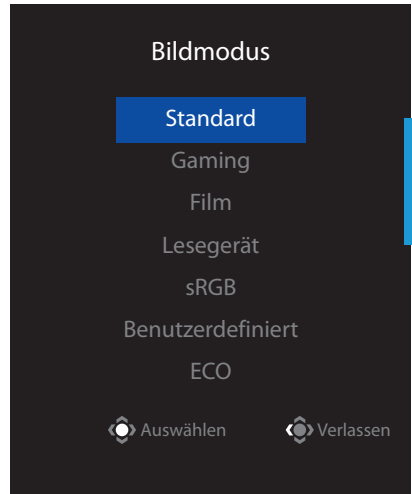 Bildmodus
Standard
Gaming
Film
Lesegerät
sRGB
Benutzerdefiniert
ECO
Auswählen Verlassen